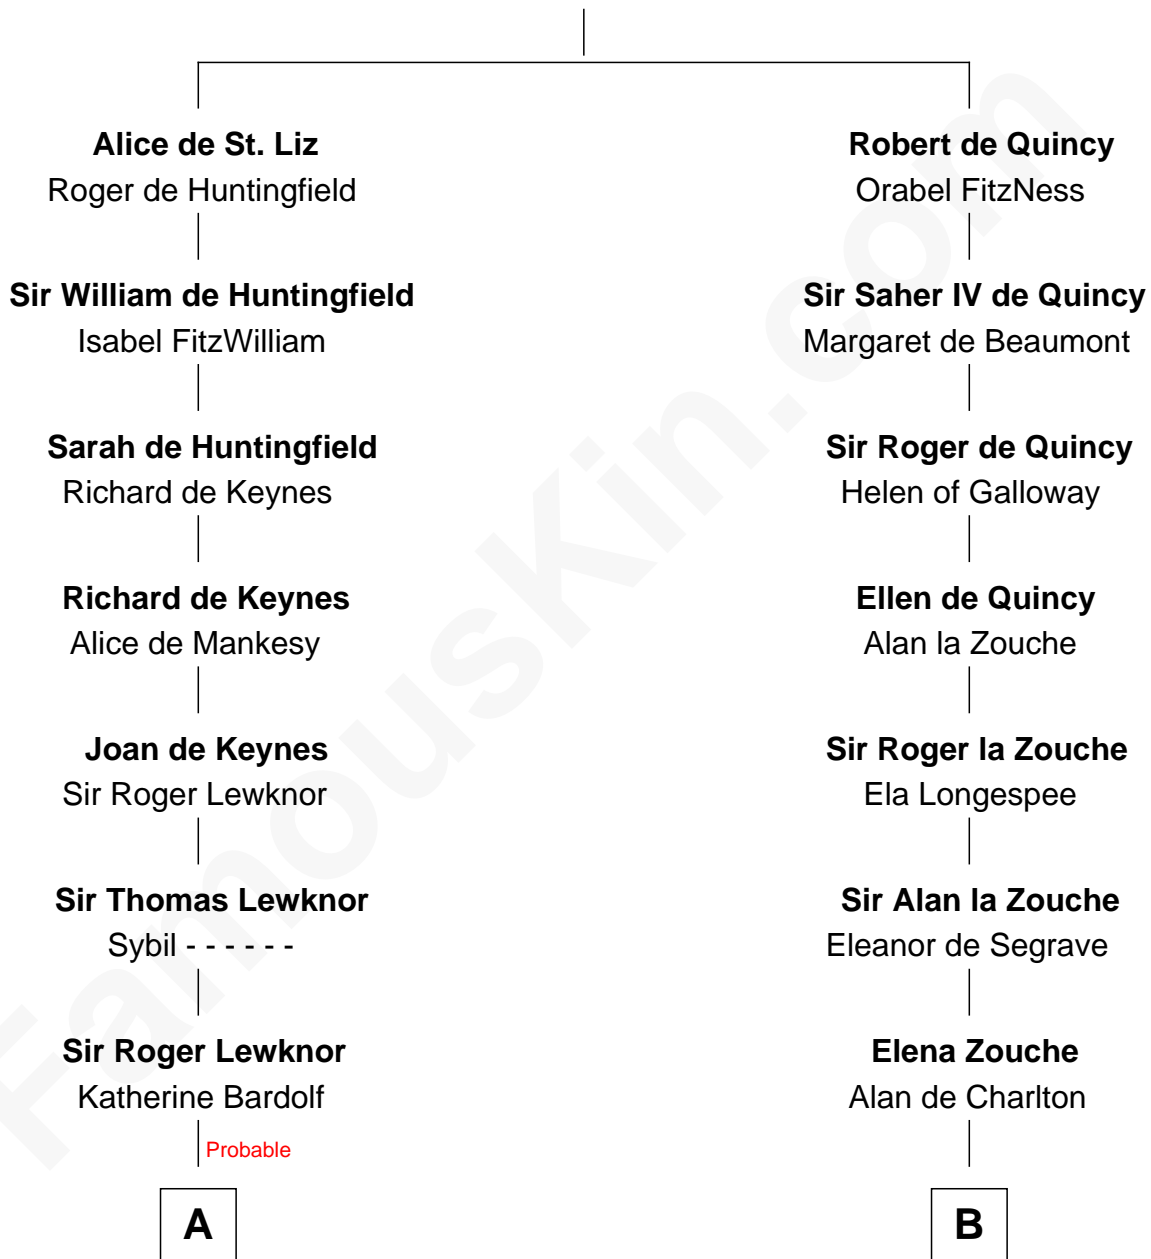 Alice de St. Liz
Roger de Huntingfield
Sir William de Huntingfield
Isabel FitzWilliam
Sarah de Huntingfield
Richard de Keynes
Richard de Keynes
Alice de Mankesy
Joan de Keynes
Sir Roger Lewknor
Sir Thomas Lewknor
Sybil - - - - - -
Sir Roger Lewknor
Katherine Bardolf
Probable
A
Robert de Quincy
Orabel FitzNess
Sir Saher IV de Quincy
Margaret de Beaumont
Sir Roger de Quincy
Helen of Galloway
Ellen de Quincy
Alan la Zouche
Sir Roger la Zouche
Ela Longespee
Sir Alan la Zouche
Eleanor de Segrave
Elena Zouche
Alan de Charlton
B
FamousKin.com